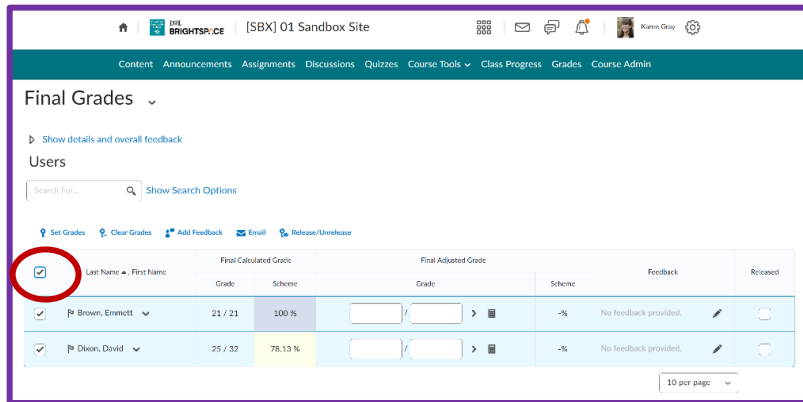 D2L
BRIGHTSPACE
[SBX] 01 Sandbox Site
Karen Gray
Content Announcements Assignments Discussions Quizzes Course Tools Class Progress Grades Course Admin
Final Grades
Show details and overall feedback
Users
Search For... Show Search Options
Set Grades Clear Grades Add Feedback Email Release/Unrelease
Last Name , First Name Final Calculated Grade Final Adjusted Grade Feedback Released
Grade Scheme Grade Scheme
Brown, Emmett 21 / 21 100 % / -% No feedback provided.
Dixon, David 25 / 32 78.13 % / -% No feedback provided.
10 per page